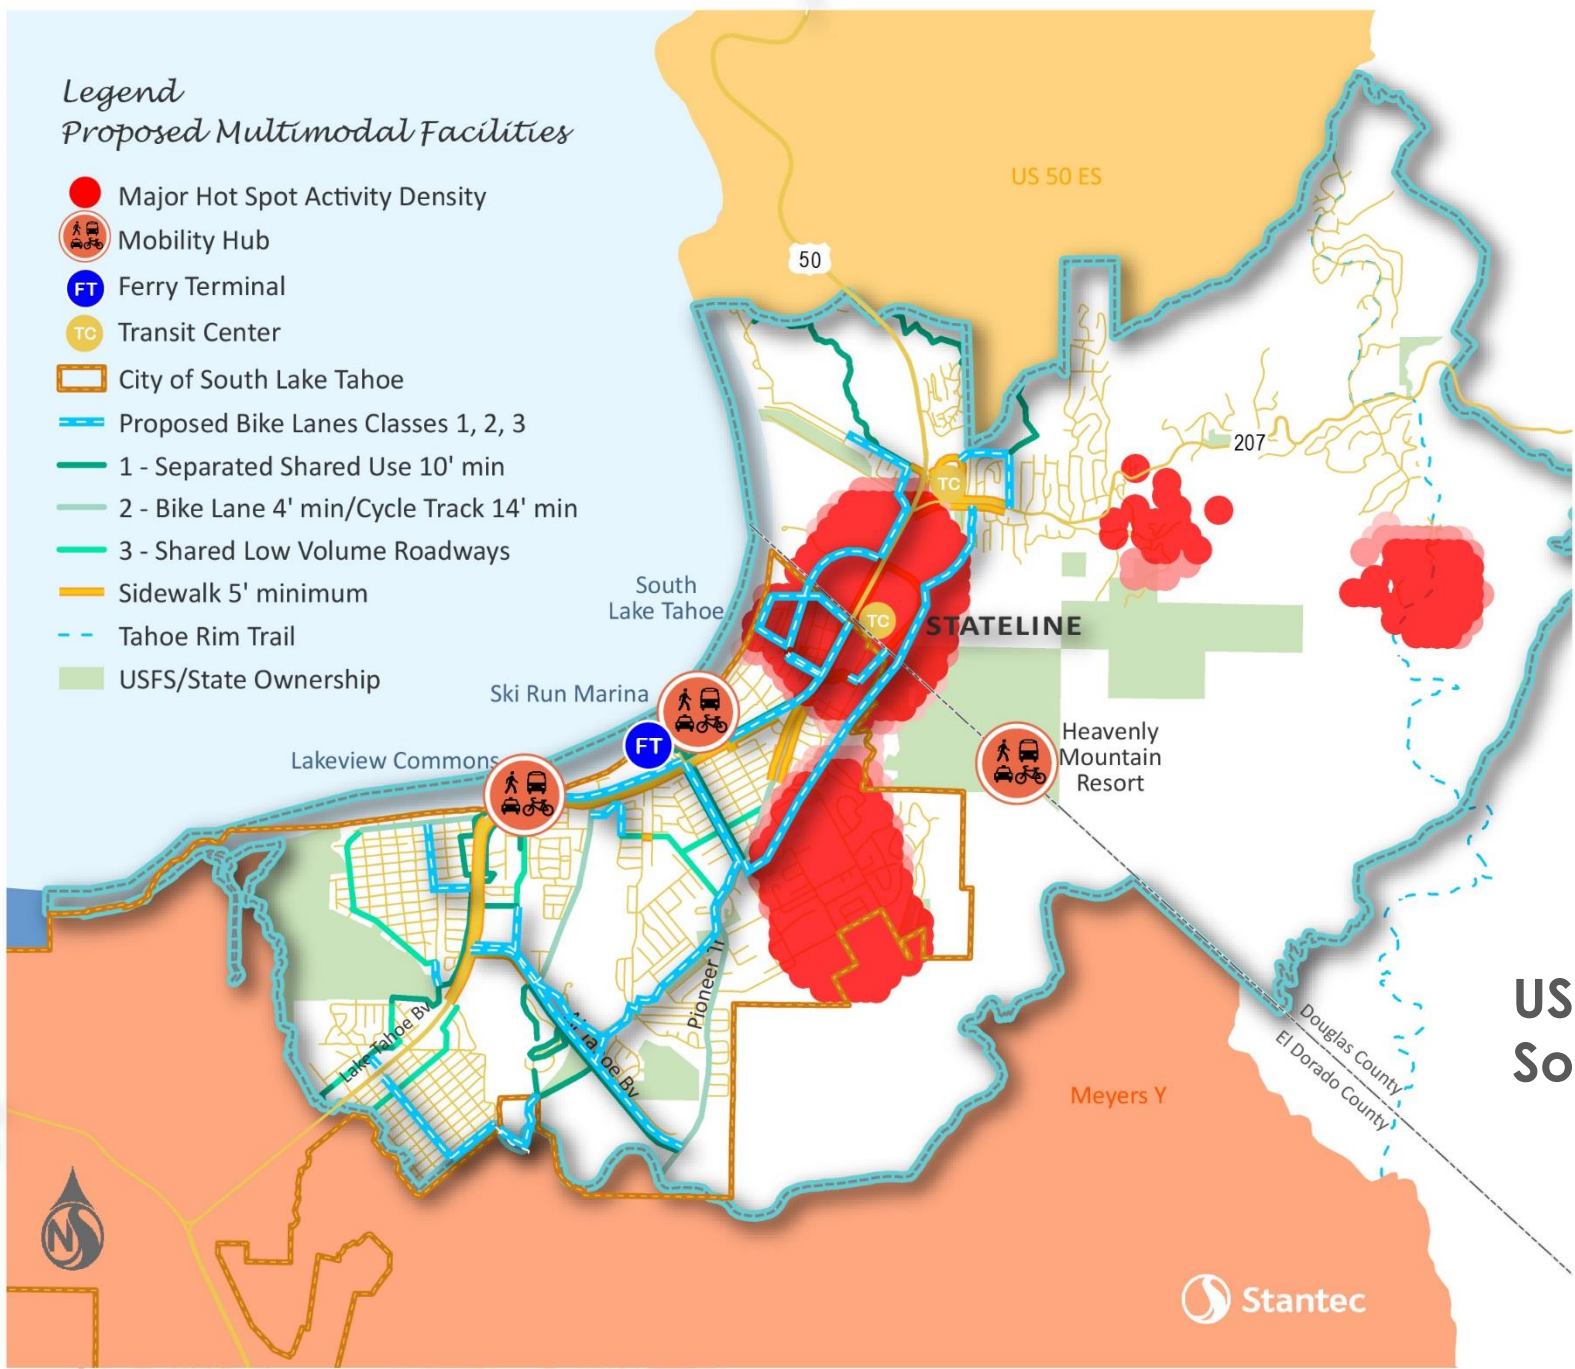 Legend
Proposed Multimodal Facilities
Major Hot Spot Activity Density
Mobility Hub
FT Ferry Terminal
TC Transit Center
City of South Lake Tahoe
Proposed Bike Lanes Classes 1, 2, 3
1 - Separated Shared Use 10' min
2 - Bike Lane 4' min/Cycle Track 14' min
3 - Shared Low Volume Roadways
Sidewalk 5' minimum
Tahoe Rim Trail
USFS/State Ownership
US 50 ES
50
207
TC
South
Lake Tahoe
TC
STATELINE
Ski Run Marina
FT
Lakeview Commons
Heavenly
Mountain
Resort
Pioneer
Lake Tahoe Bv
Bv
Douglas County
El Dorado County
US
So
Meyers Y
N
Stantec